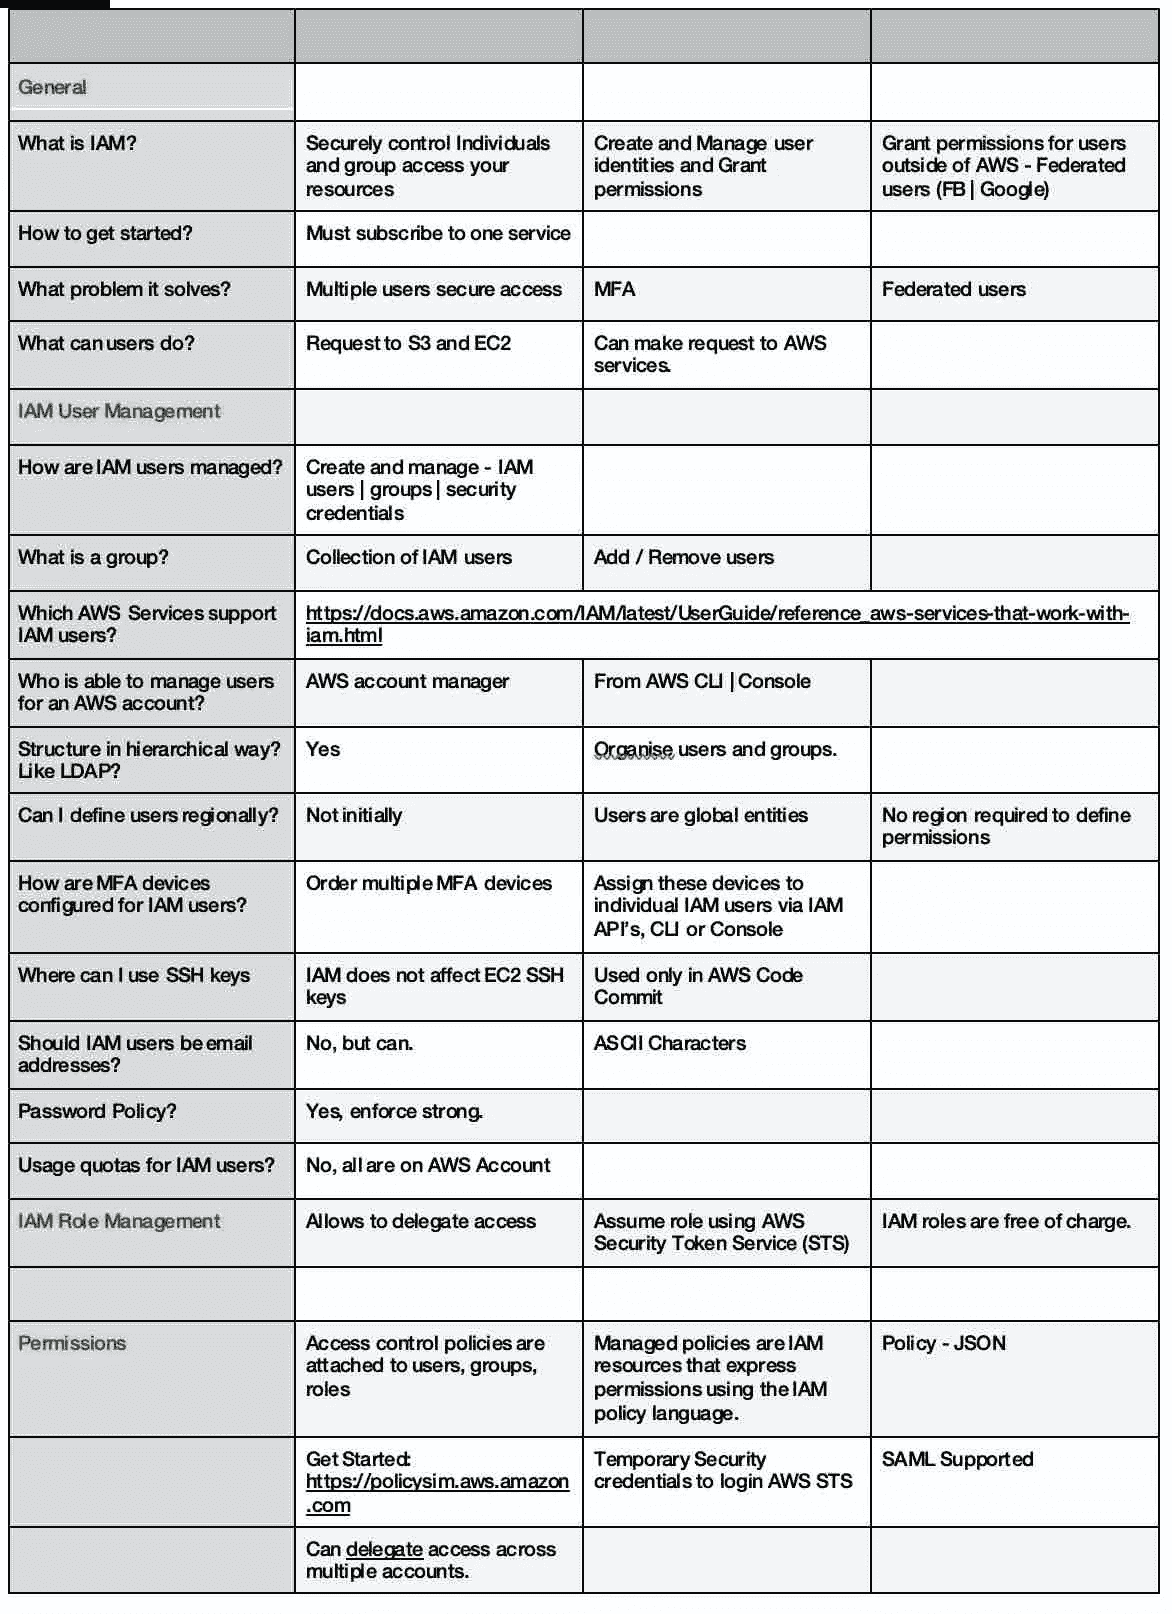 General
What is IAM?
Securely control Individuals
and group access your
resources
Create and Manage user
identities and Grant
permissions
Grant permissions for users
outside of AWS - Federated
users (FB | Google)
How to get started?
Must subscribe to one service
What problem it solves?
Multiple users secure access
MFA
Federated users
What can users do?
Request to S3 and EC2
Can make request to AWS
services.
IAM User Management
How are IAM users managed?
Create and manage - IAM
users | groups | security
credentials
What is a group?
Collection of IAM users
Add / Remove users
Which AWS Services support
IAM users?
https://docs.aws.amazon.com/IAM/latest/UserGuide/reference_aws-services-that-work-with-
iam.html
Who is able to manage users
for an AWS account?
AWS account manager
From AWS CLI | Console
Structure in hierarchical way?
Like LDAP?
Yes
Organise users and groups.
Can I define users regionally?
Not initially
Users are global entities
No region required to define
permissions
How are MFA devices
configured for IAM users?
Order multiple MFA devices
Assign these devices to
individual IAM users via IAM
API's, CLI or Console
Where can I use SSH keys
IAM does not affect EC2 SSH
keys
Used only in AWS Code
Commit
Should IAM users be email
addresses?
No, but can.
ASCII Characters
Password Policy?
Yes, enforce strong.
Usage quotas for IAM users?
No, all are on AWS Account
IAM Role Management
Allows to delegate access
Assume role using AWS
Security Token Service (STS)
IAM roles are free of charge.
Permissions
Access control policies are
attached to users, groups,
roles
Managed policies are IAM
resources that express
permissions using the IAM
policy language.
Policy - JSON
Get Started:
https://policysim.aws.amazon
.com
Temporary Security
credentials to login AWS STS
SAML Supported
Can delegate access across
multiple accounts.